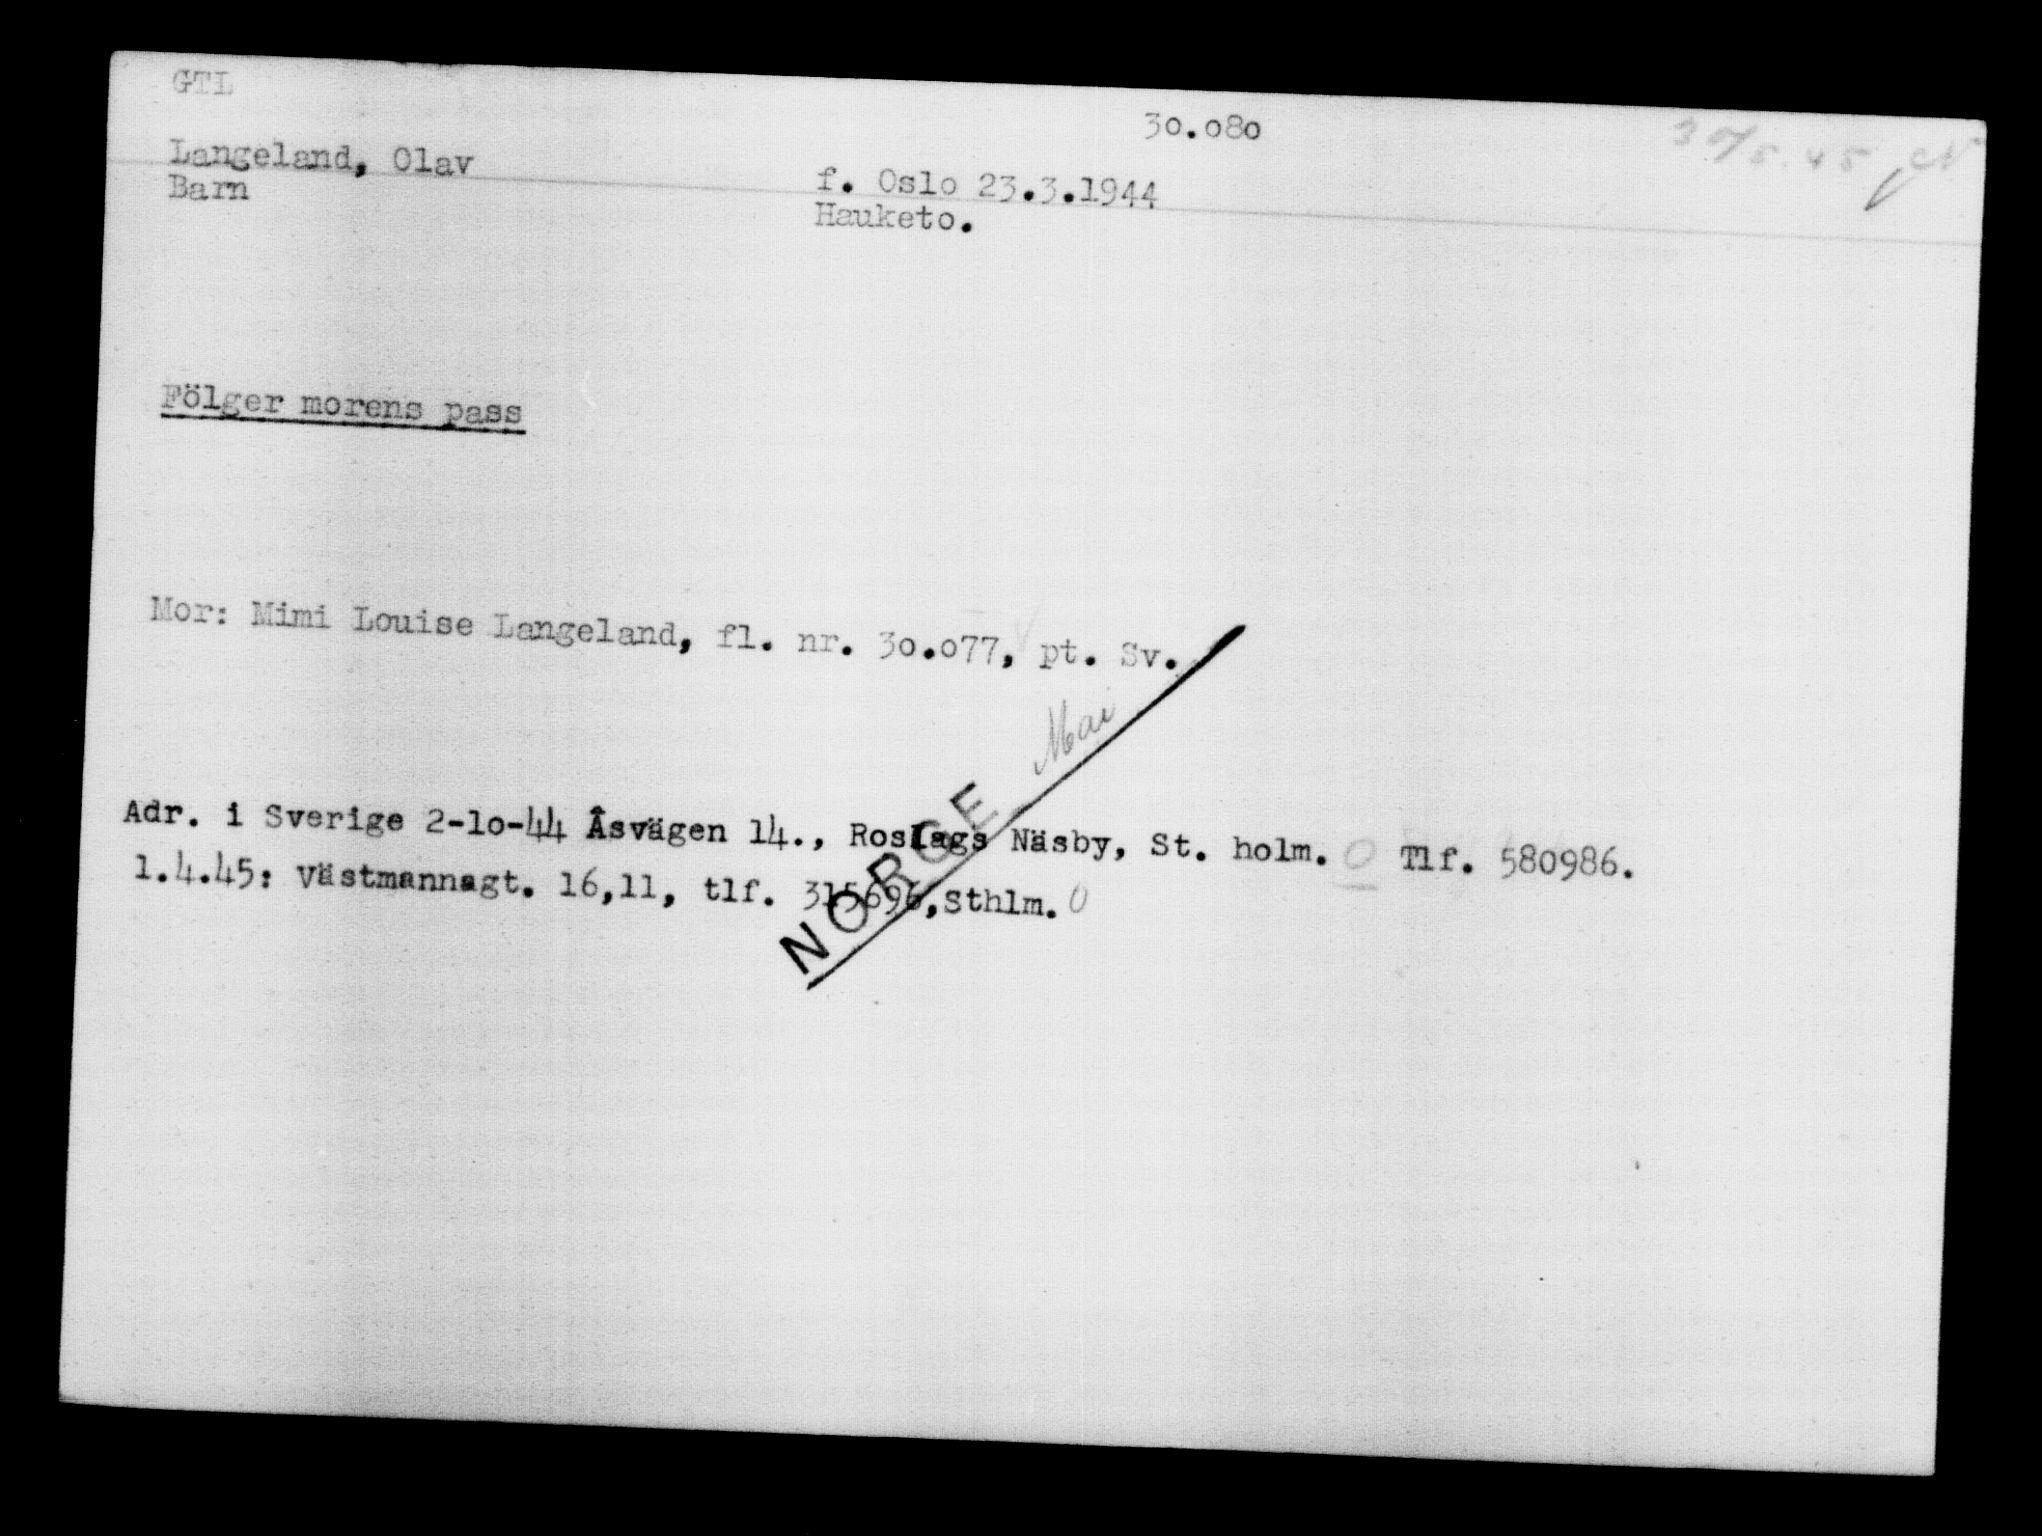 GTL
30.080
Langeland, Olav
f. Oslo 23.3.1944
Barn
Hauketo.
Fölger morens pass
Mor: Mimi Louise Langeland, fl. nr. 30.077, pt. Sv.
Mai
NORGE
Adr. i Sverige 2-10-44 Åsvägen 14., Roslags Näsby, St. holm. O Tlf. 580986.
1.4.45: Västmannagt. 16,11, tlf. 315696, Sthlm. O